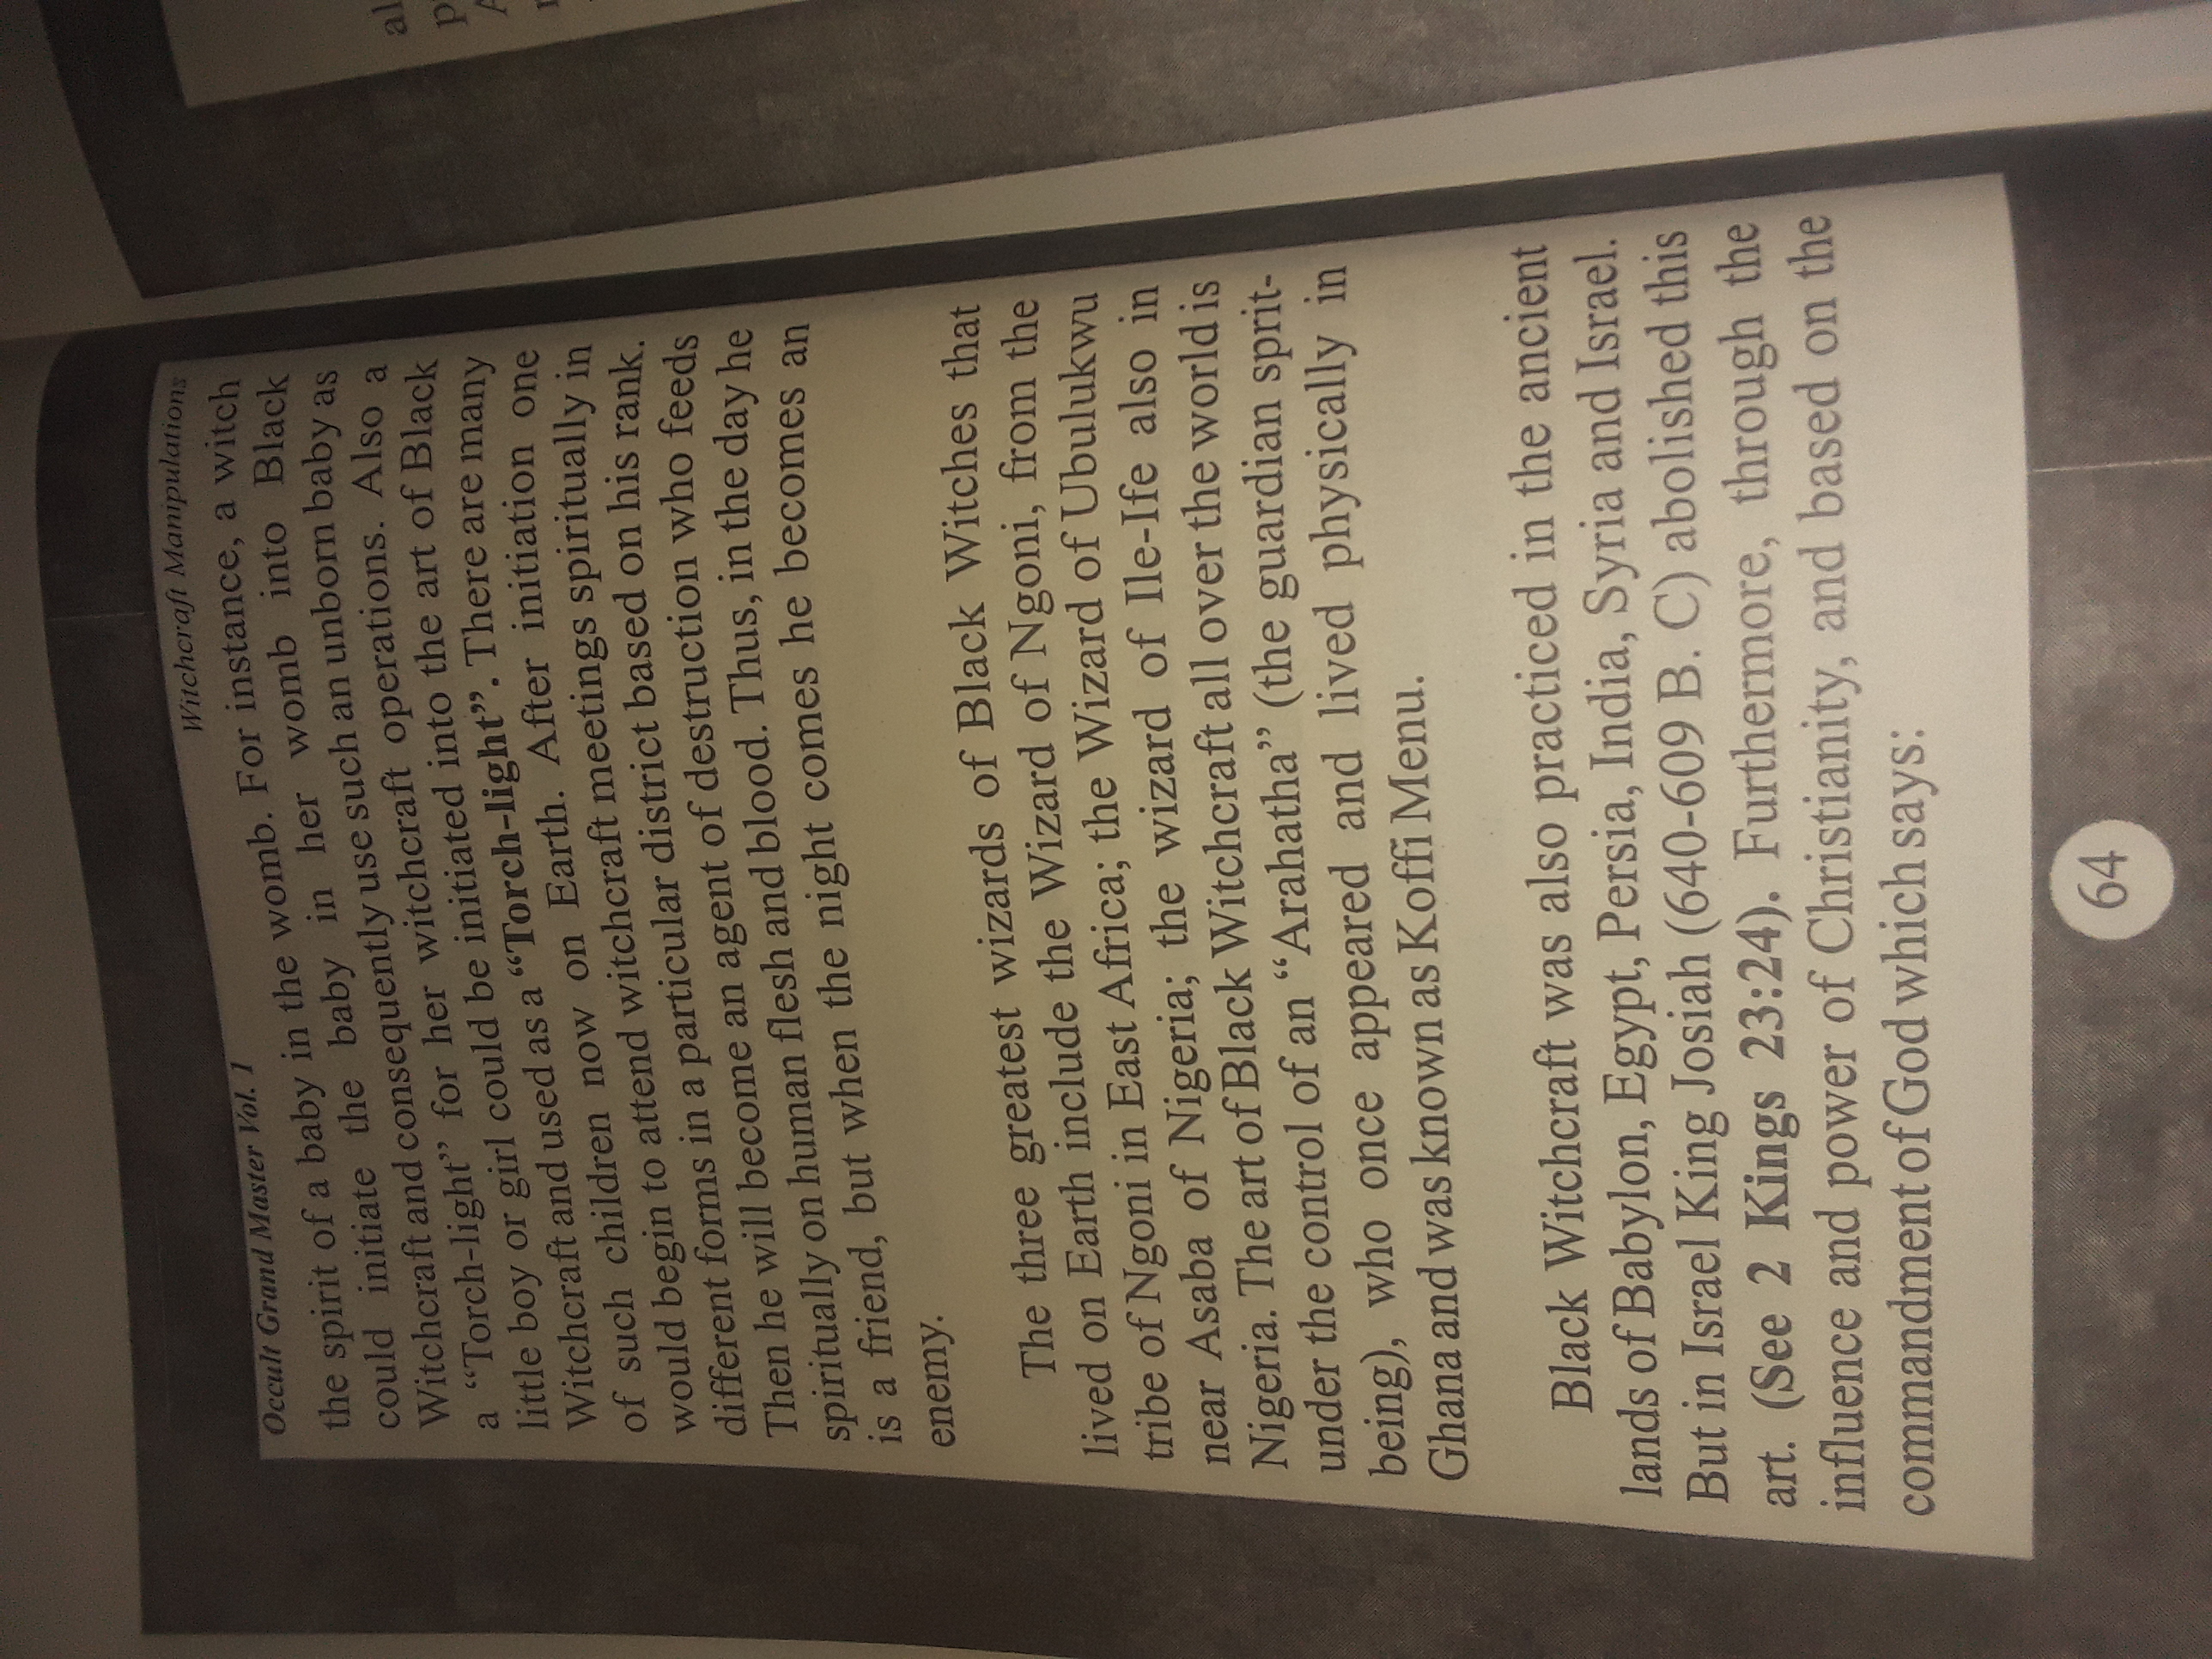 Occult Grand Master Vol. 1
Witchcraft Manipulations
the spirit of a baby in the womb. For instance, a witch
could initiate the baby in her womb into Black
Witchcraft and consequently use such an unborn baby as
a “Torch-light” for her witchcraft operations. Also a
little boy or girl could be initiated into the art of Black
Witchcraft and used as a “Torch-light”. There are many
of such children now on Earth. After initiation one
would begin to attend witchcraft meetings spiritually in
different forms in a particular district based on his rank.
Then he will become an agent of destruction who feeds
spiritually on human flesh and blood. Thus, in the day he
is a friend, but when the night comes he becomes an
enemy.
The three greatest wizards of Black Witches that
lived on Earth include the Wizard of Ngoni, from the
tribe of Ngoni in East Africa; the Wizard of Ubulukwu
near Asaba of Nigeria; the wizard of Ile-Ife also in
Nigeria. The art of Black Witchcraft all over the world is
under the control of an “Arahatha” (the guardian sprit-
being), who once appeared and lived physically in
Ghana and was known as Koffi Menu.
Black Witchcraft was also practiced in the ancient
lands of Babylon, Egypt, Persia, India, Syria and Israel.
But in Israel King Josiah (640-609 B. C) abolished this
art. (See 2 Kings 23:24). Furthermore, through the
influence and power of Christianity, and based on the
commandment of God which says:
64